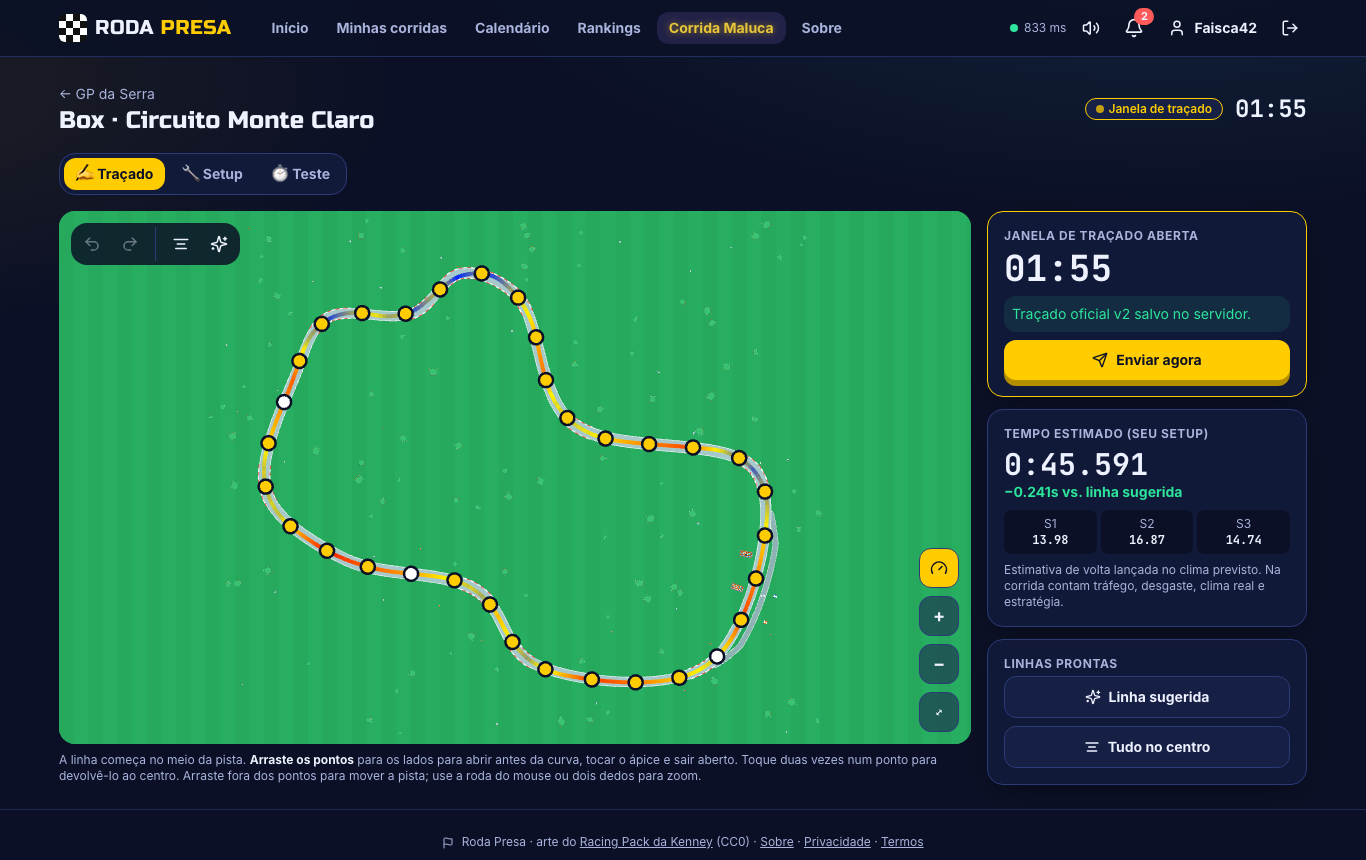 RODA PRESA
Início
Minhas corridas
Calendário
Rankings
Corrida Maluca
Sobre
833 ms
2
Faisca42
← GP da Serra
Box · Circuito Monte Claro
Janela de traçado
01:55
Traçado
Setup
Teste
JANELA DE TRAÇADO ABERTA
01:55
Traçado oficial v2 salvo no servidor.
Enviar agora
TEMPO ESTIMADO (SEU SETUP)
0:45.591
−0.241s vs. linha sugerida
S1
13.98
S2
16.87
S3
14.74
Estimativa de volta lançada no clima previsto. Na
corrida contam tráfego, desgaste, clima real e
estratégia.
LINHAS PRONTAS
Linha sugerida
Tudo no centro
+
−
A linha começa no meio da pista. Arraste os pontos para os lados para abrir antes da curva, tocar o ápice e sair aberto. Toque duas vezes num ponto para
devolvê-lo ao centro. Arraste fora dos pontos para mover a pista; use a roda do mouse ou dois dedos para zoom.
Roda Presa · arte do Racing Pack da Kenney (CC0) · Sobre · Privacidade · Termos